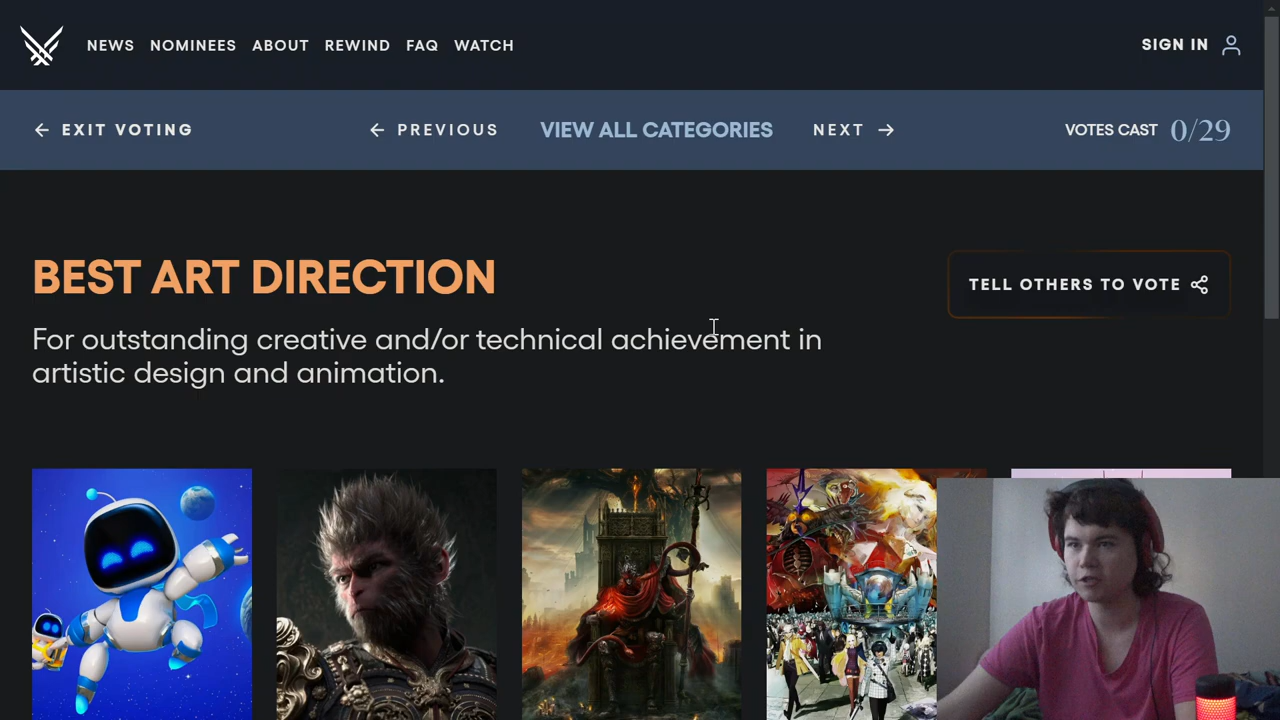 NEWS NOMINEES ABOUT REWIND FAQ WATCH SIGN IN
EXIT VOTING PREVIOUS VIEW ALL CATEGORIES NEXT VOTES CAST 0/29
BEST ART DIRECTION
TELL OTHERS TO VOTE
For outstanding creative and/or technical achievement in
artistic design and animation.